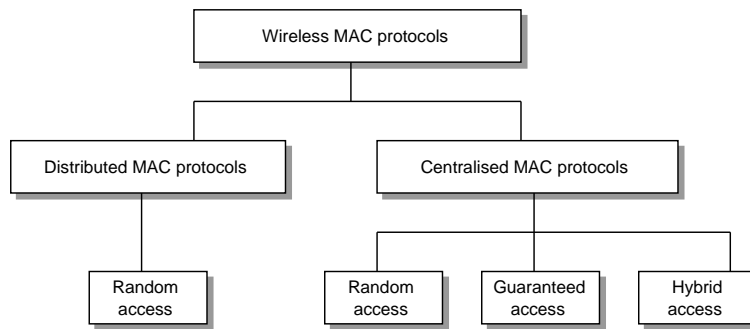 Wireless MAC protocols
Distributed MAC protocols
Centralised MAC protocols
Random
access
Random
access
Guaranteed
access
Hybrid
access